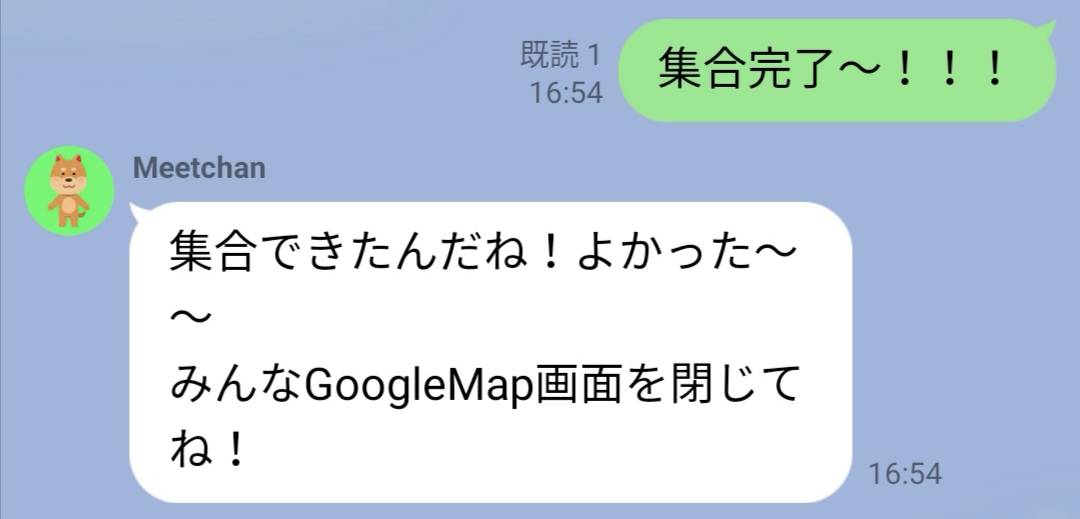 既読 1
16:54
集合完了〜！！！
Meetchan
集合できたんだね！よかった〜
〜
みんなGoogleMap画面を閉じて
ね！
16:54